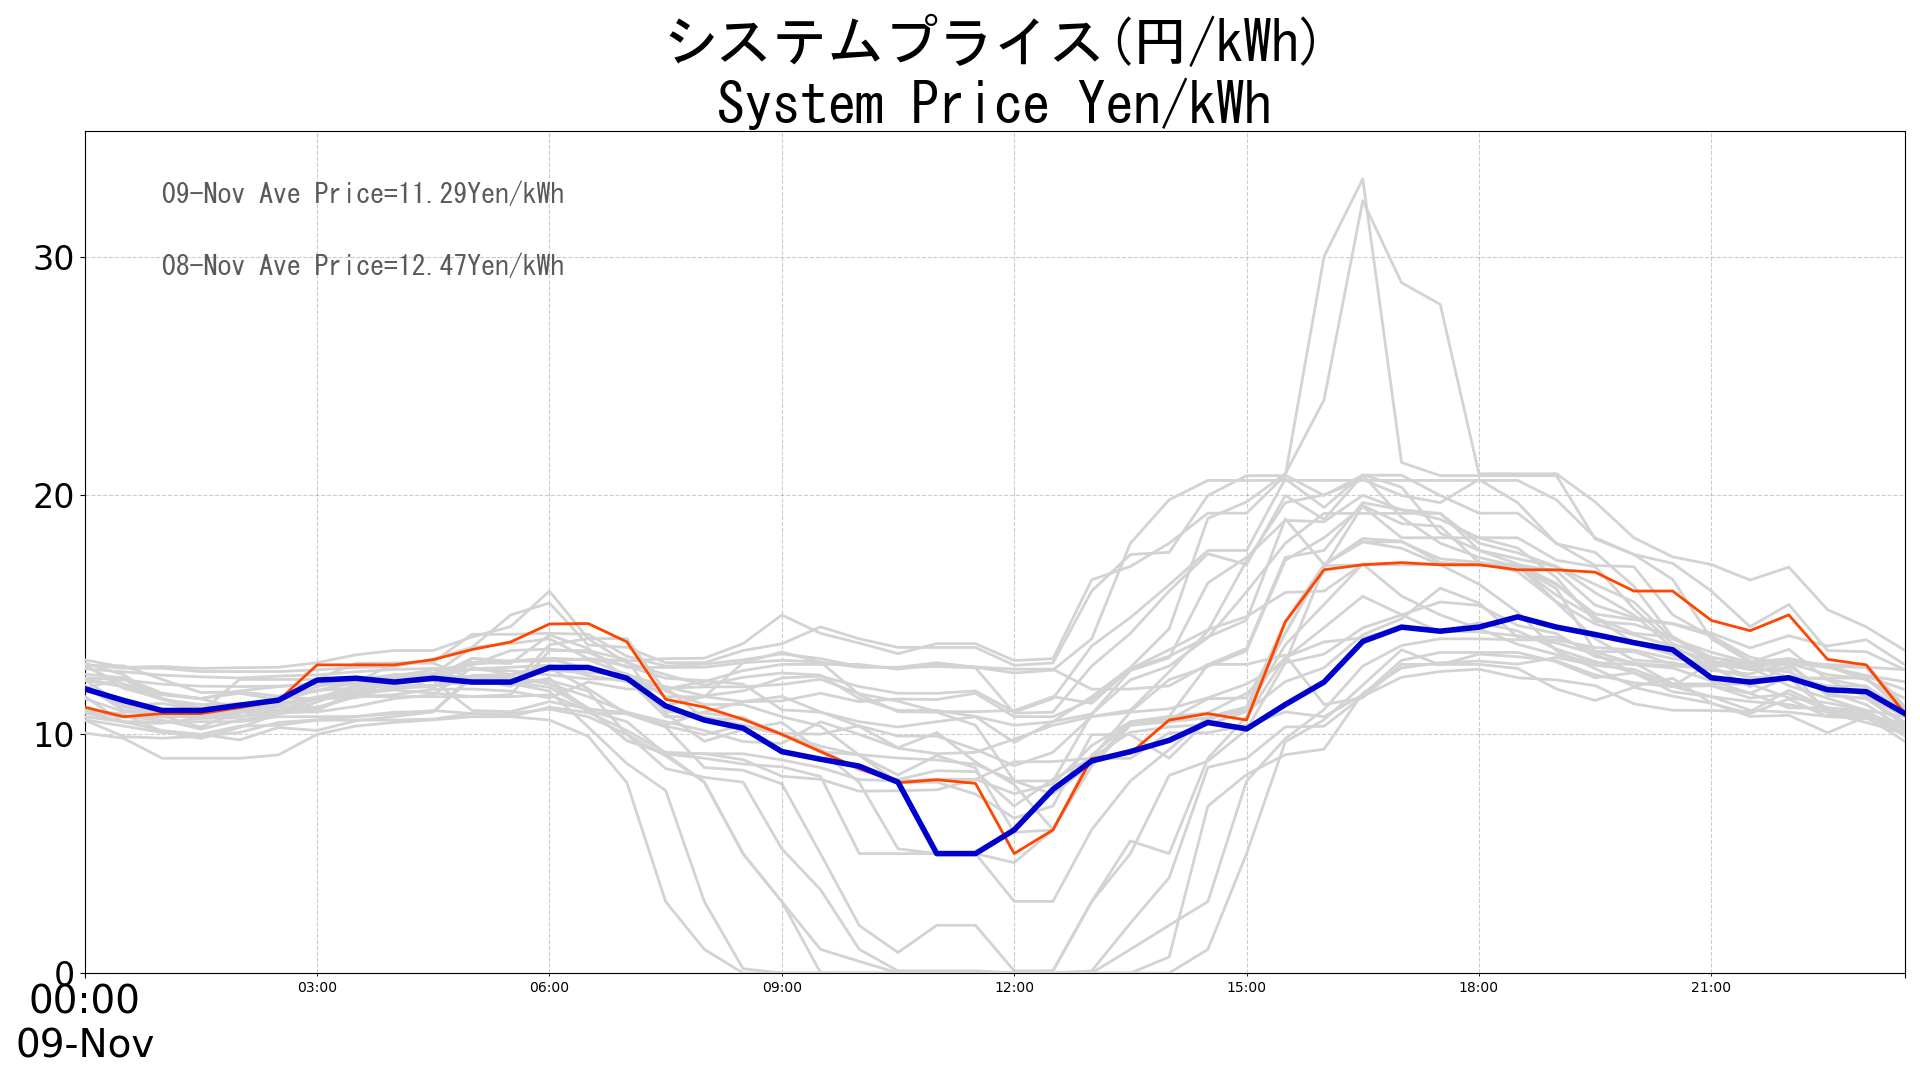 システムプライス(円/kWh)
System Price Yen/kWh
09-Nov Ave Price=11.29Yen/kWh
08-Nov Ave Price=12.47Yen/kWh
30
20
10
0
00:00
03:00
06:00
09:00
12:00
15:00
18:00
21:00
09-Nov